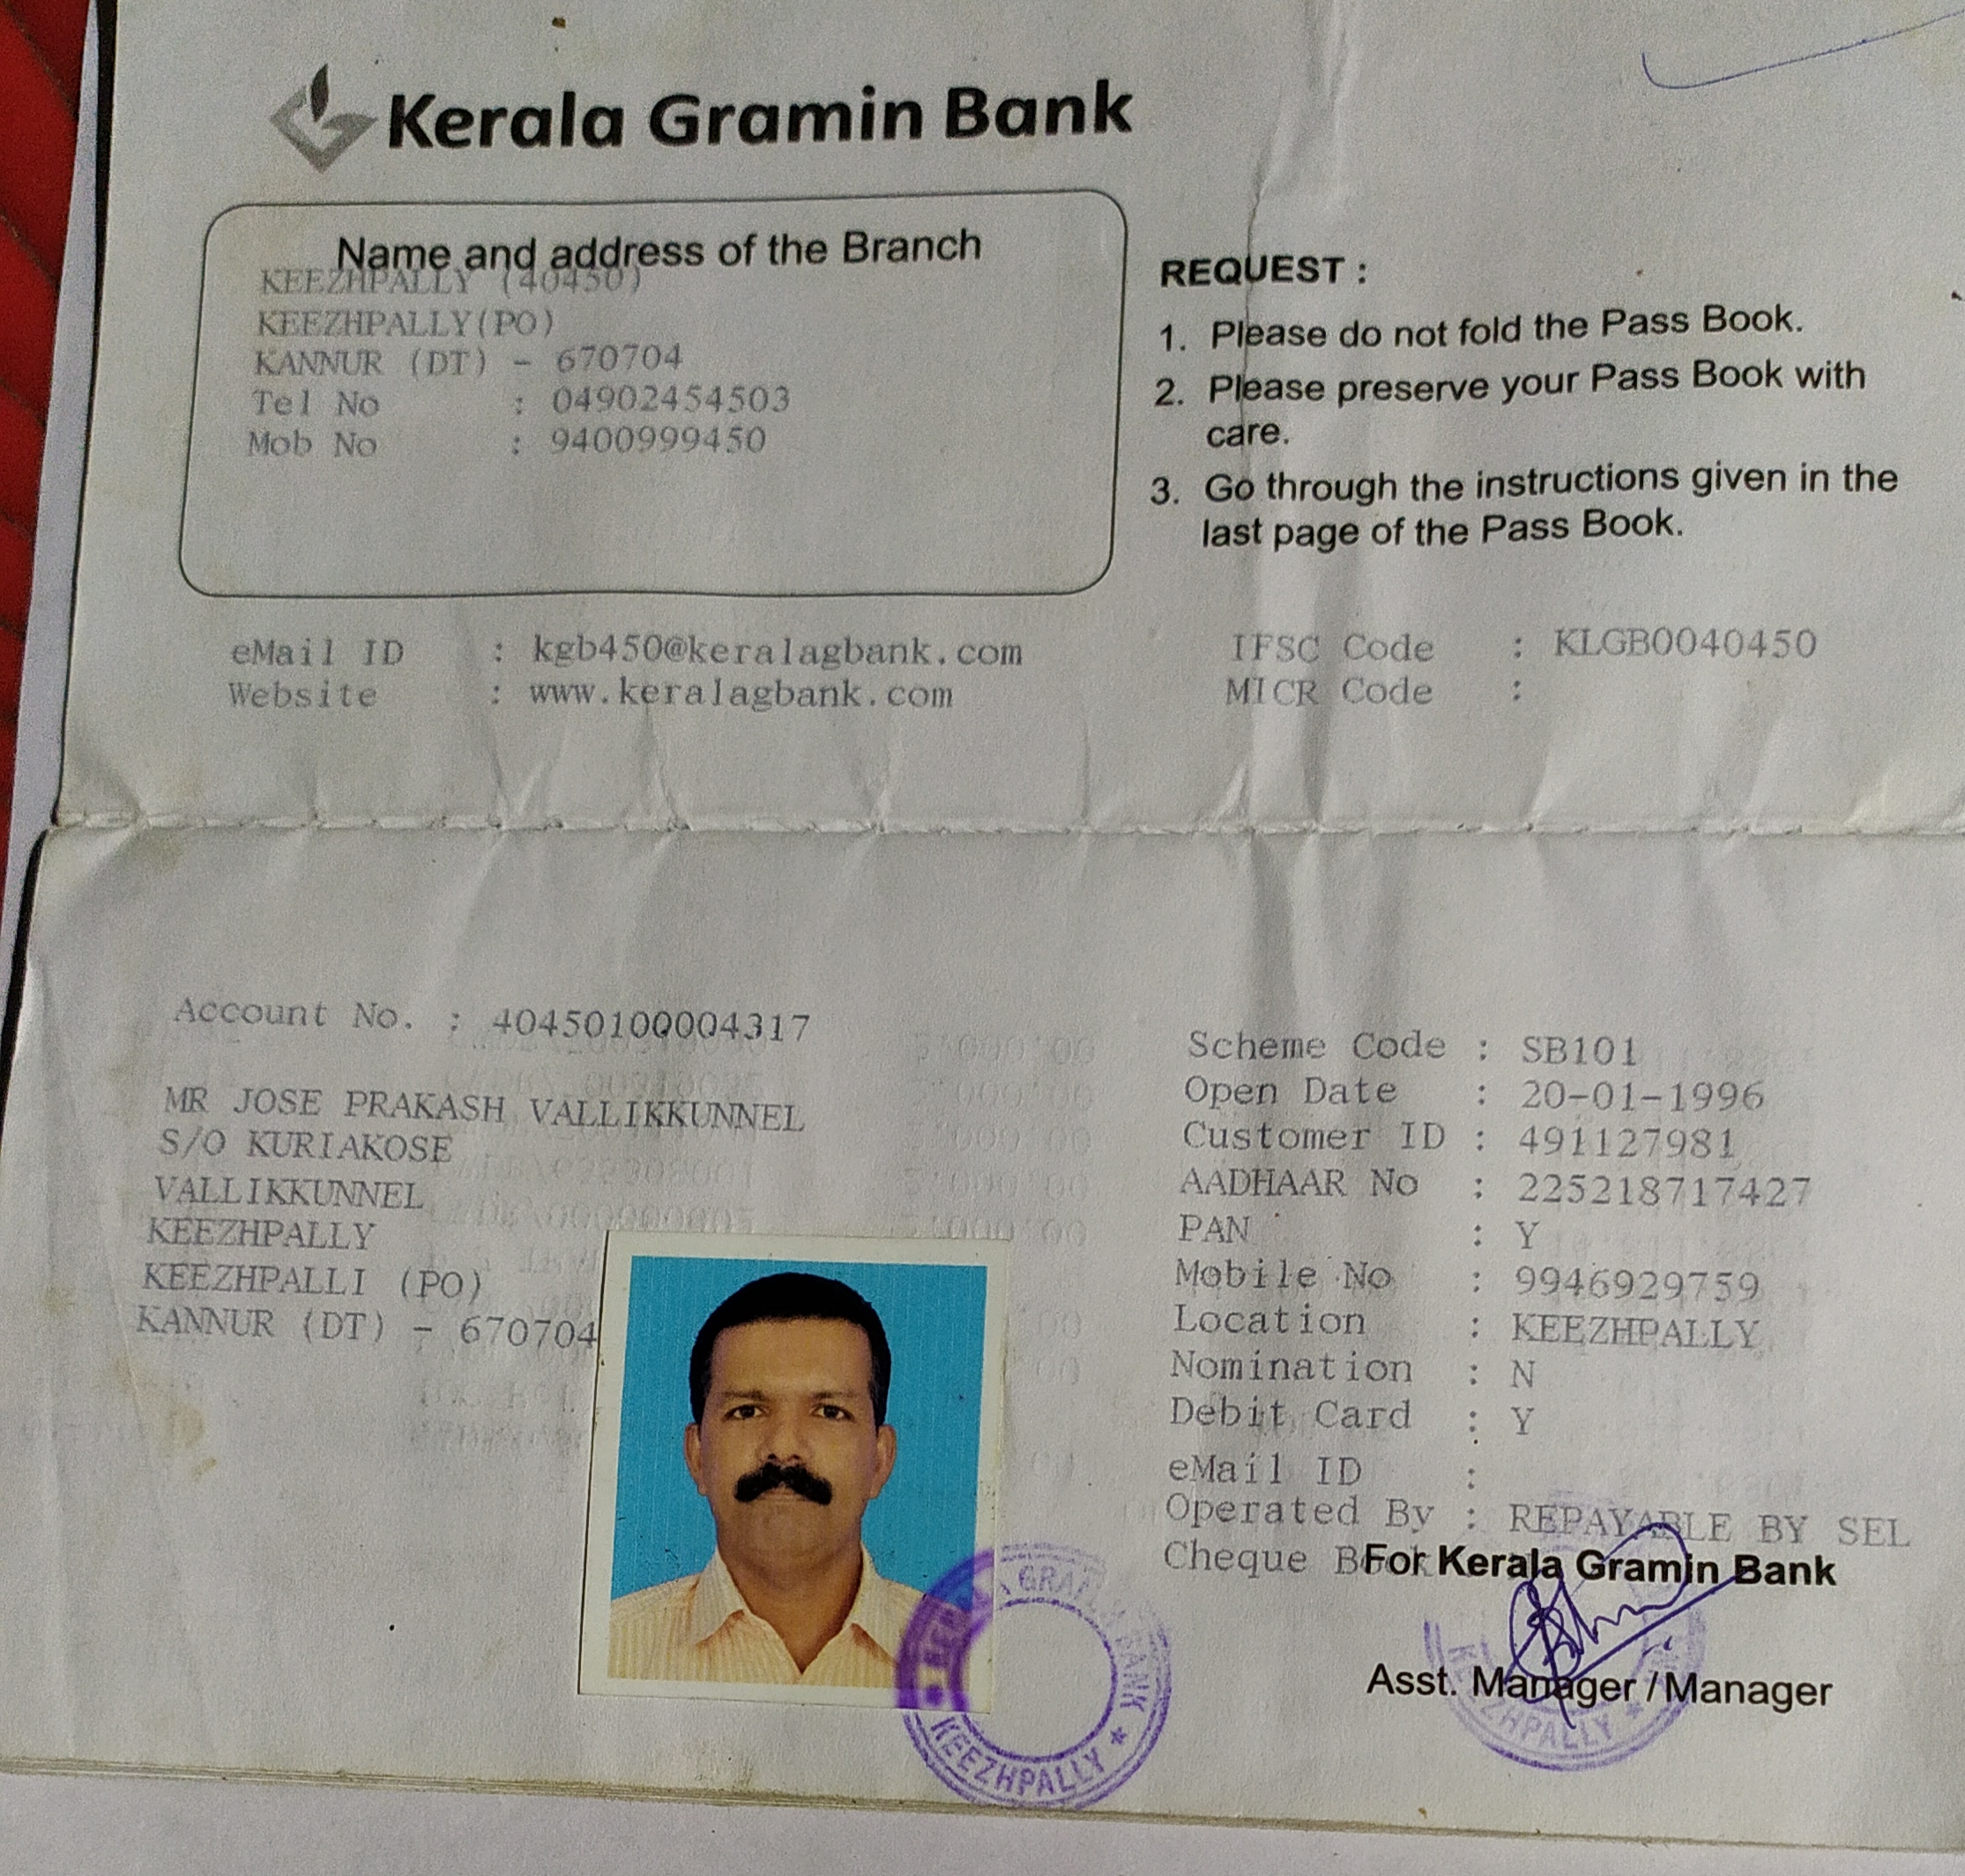 Kerala Gramin Bank
Name and address of the Branch
KEEZHPALLY (40450)
KEEZHPALLY(PO)
KANNUR (DT) - 670704
Tel No : 04902454503
Mob No : 9400999450
REQUEST :
1. Please do not fold the Pass Book.
2. Please preserve your Pass Book with
care.
3. Go through the instructions given in the
last page of the Pass Book.
eMail ID : kgb450@keralagbank.com
Website : www.keralagbank.com
IFSC Code : KLGB0040450
MICR Code :
Account No. : 40450100004317
MR JOSE PRAKASH VALLIKKUNNEL
S/O KURIAKOSE
VALLIKKUNNEL
KEEZHPALLY
KEEZHPALLI (PO)
KANNUR (DT) - 670704
Scheme Code : SB101
Open Date : 20-01-1996
Customer ID : 491127981
AADHAAR No : 225218717427
PAN : Y
Mobile No : 9946929759
Location : KEEZHPALLY
Nomination : N
Debit Card : Y
eMail ID :
Operated By : REPAYABLE BY SEL
Cheque
For Kerala Gramin Bank
Asst. Manager / Manager
KERALA GRAMIN BANK
KEEZHPALLY
KEEZHPALLY